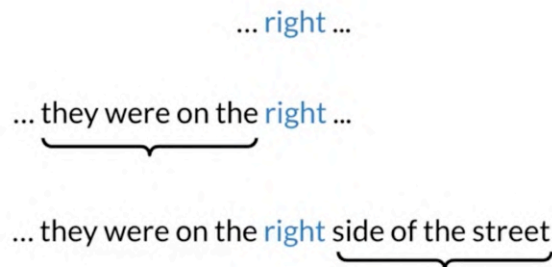 ... right ...
... they were on the right ...
... they were on the right side of the street